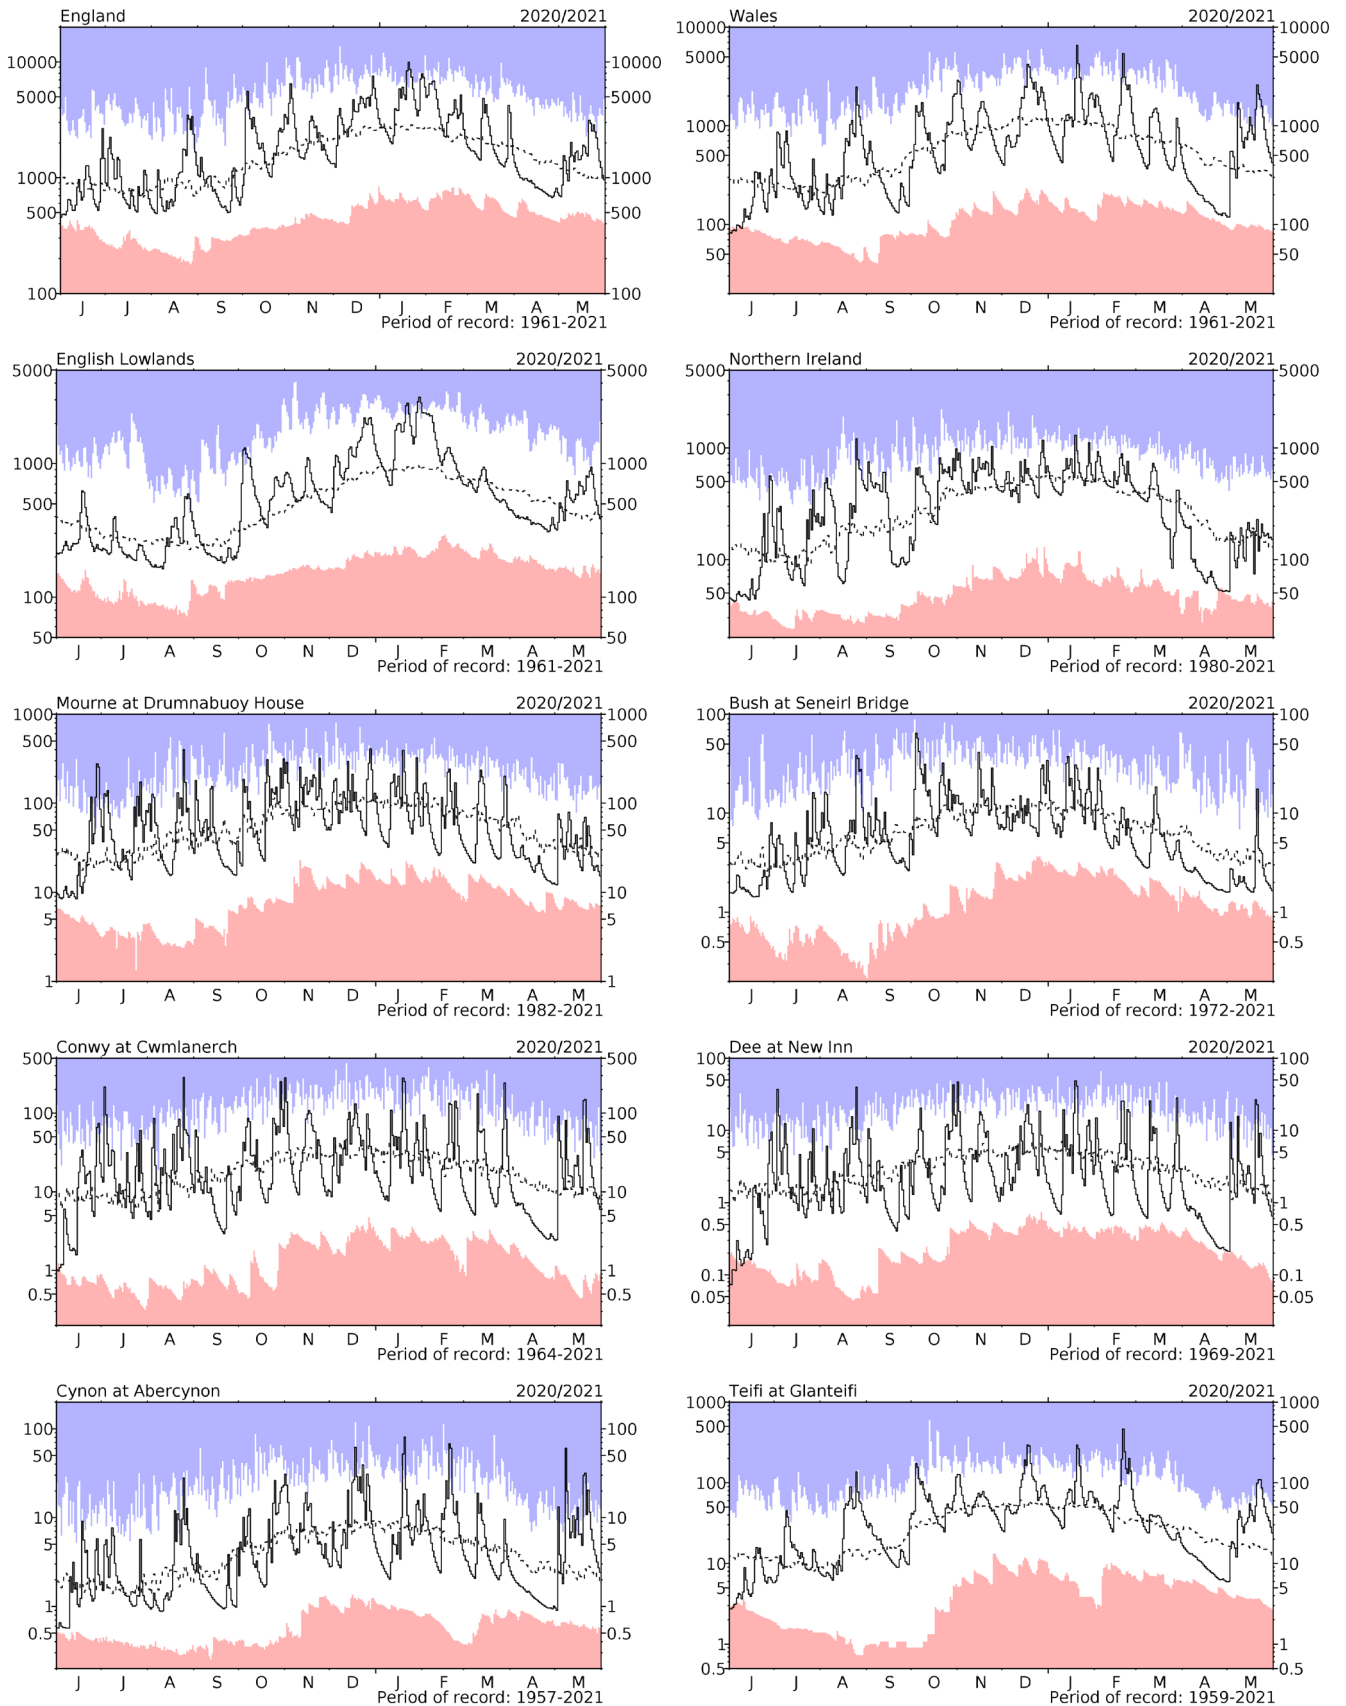 England 2020/2021
10000 10000
5000 5000
1000 1000
500 500
100 100
J J A S O N D J F M A M
Period of record: 1961-2021
Wales 2020/2021
10000 10000
5000 5000
1000 1000
500 500
100 100
50 50
J J A S O N D J F M A M
Period of record: 1961-2021
English Lowlands 2020/2021
5000 5000
1000 1000
500 500
100 100
50 50
J J A S O N D J F M A M
Period of record: 1961-2021
Northern Ireland 2020/2021
5000 5000
1000 1000
500 500
100 100
50 50
J J A S O N D J F M A M
Period of record: 1980-2021
Mourne at Drumnabuoy House 2020/2021
1000 1000
500 500
100 100
50 50
10 10
5 5
1 1
J J A S O N D J F M A M
Period of record: 1982-2021
Bush at Seneirl Bridge 2020/2021
100 100
50 50
10 10
5 5
1 1
0.5 0.5
J J A S O N D J F M A M
Period of record: 1972-2021
Conwy at Cwmlanerch 2020/2021
500 500
100 100
50 50
10 10
5 5
1 1
0.5 0.5
J J A S O N D J F M A M
Period of record: 1964-2021
Dee at New Inn 2020/2021
100 100
50 50
10 10
5 5
1 1
0.5 0.5
0.1 0.1
0.05 0.05
J J A S O N D J F M A M
Period of record: 1969-2021
Cynon at Abercynon 2020/2021
100 100
50 50
10 10
5 5
1 1
0.5 0.5
J J A S O N D J F M A M
Period of record: 1957-2021
Teifi at Glanteifi 2020/2021
1000 1000
500 500
100 100
50 50
10 10
5 5
1 1
0.5 0.5
J J A S O N D J F M A M
Period of record: 1959-2021